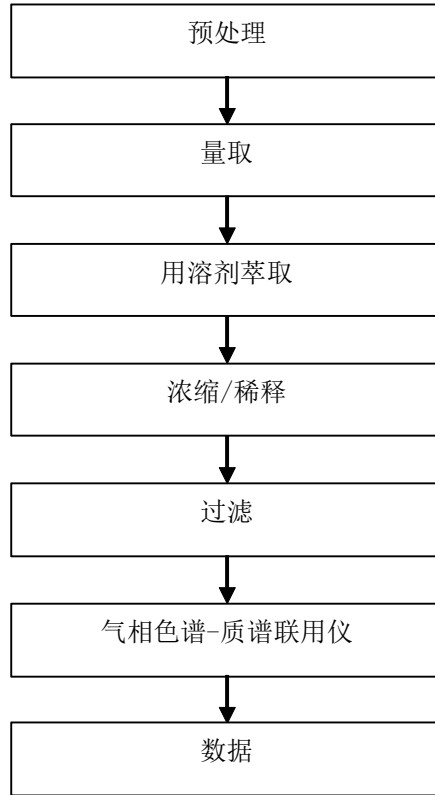 预处理
量取
用溶剂萃取
浓缩/稀释
过滤
气相色谱-质谱联用仪
数据